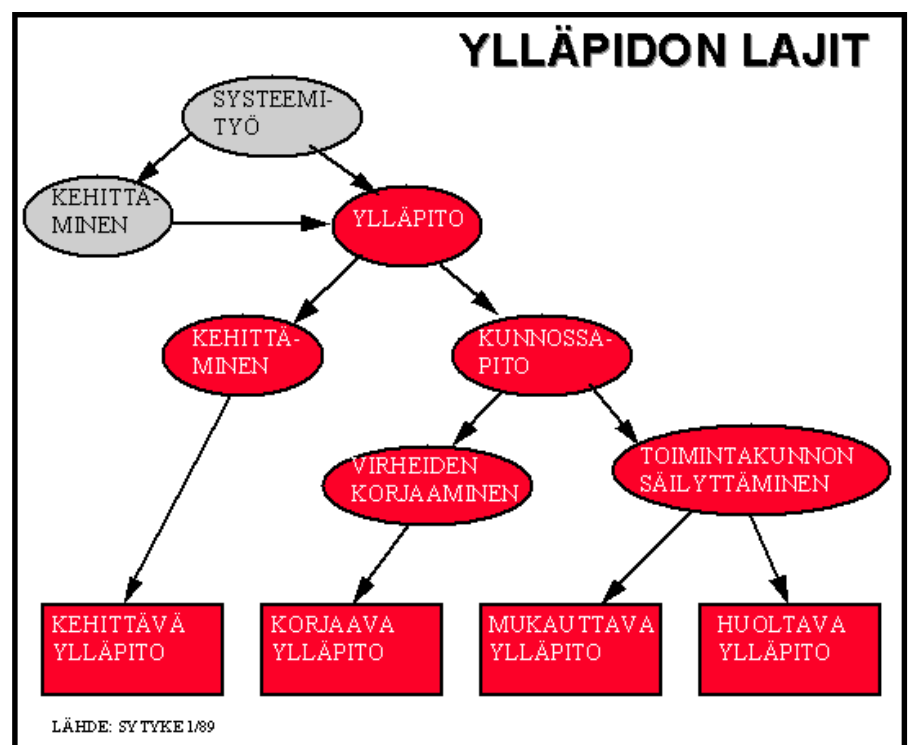 YLLÄPIDON LAJIT
SYSTEEMI-
TYÖ
KEHITTÄ-
MINEN
YLLÄPITO
KEHITTÄ-
MINEN
KUNNOSSA-
PITO
VIRHEIDEN
KORJAAMINEN
TOIMINTAKUNNON
SÄILYTTÄMINEN
KEHITTÄVÄ
YLLÄPITO
KORJAAVA
YLLÄPITO
MUKAUTTAVA
YLLÄPITO
HUOLTAVA
YLLÄPITO
LÄHDE: SYTYKE 1/89